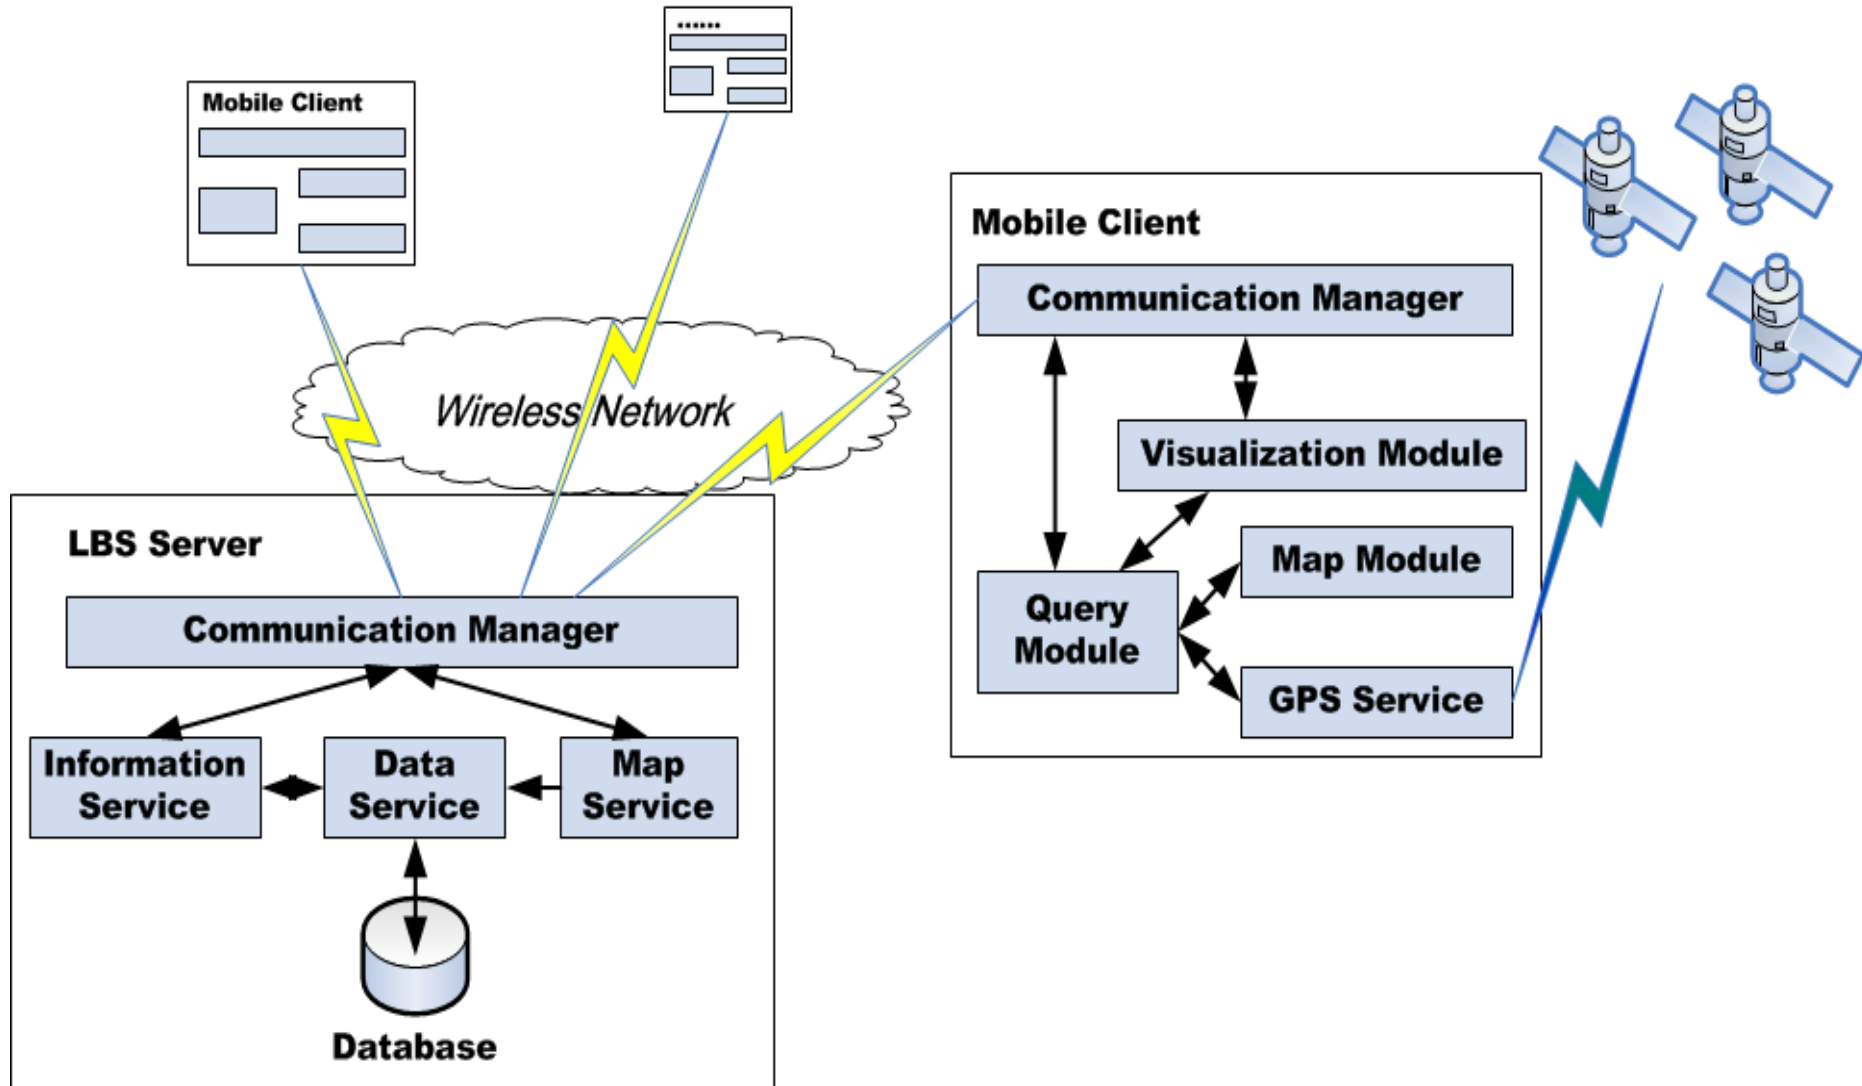 ......
Mobile Client
Mobile Client
Communication Manager
Wireless Network
Visualization Module
LBS Server
Map Module
Query
Module
Communication Manager
GPS Service
Information
Service
Data
Service
Map
Service
Database